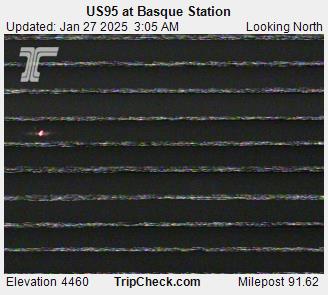 US95 at Basque Station
Updated: Jan 27 2025  3:05 AM Looking North
Elevation 4460 TripCheck.com Milepost 91.62